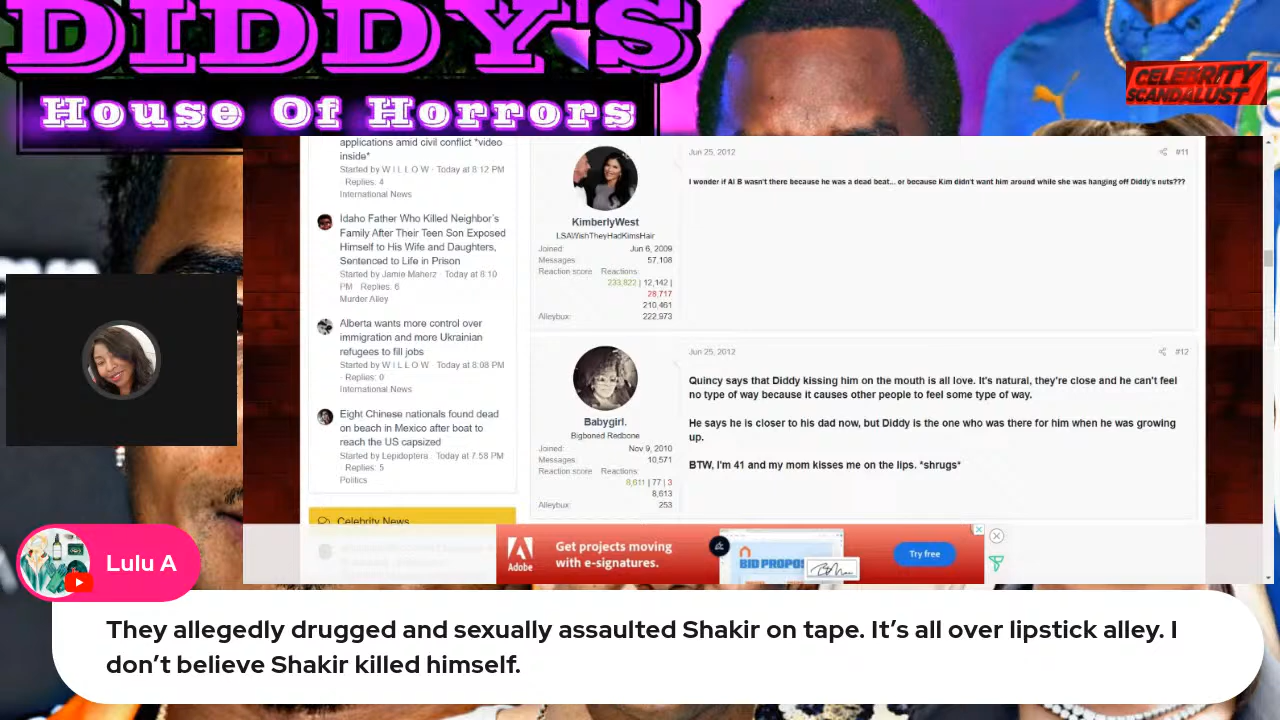 DIDDY'S
House Of Horrors
CELEBRITY
SCANDALUST
applications amid civil conflict *video
inside*
Started by W I L L O W · Today at 8:12 PM
Replies: 4
International News
Idaho Father Who Killed Neighbor's
Family After Their Teen Son Exposed
Himself to His Wife and Daughters,
Sentenced to Life in Prison
Started by Jamie Maherz · Today at 8:10
PM · Replies: 6
Murder Alley
Alberta wants more control over
immigration and more Ukrainian
refugees to fill jobs
Started by W I L L O W · Today at 8:08 PM
· Replies: 0
International News
Eight Chinese nationals found dead
on beach in Mexico after boat to
reach the US capsized
Started by Lepidoptera · Today at 7:58 PM
· Replies: 5
Politics
Celebrity News
KimberlyWest
LSAWishTheyHadKimsHair
Joined: Jun 6, 2009
Messages: 57,108
Reaction score Reactions:
233,822 | 12,142 |
28,717
210,461
Alleybux: 222,973
Jun 25, 2012 #11
I wonder if Al B wasn't there because he was a dead beat... or because Kim didn't want him around while she was hanging off Diddy's nuts???
Babygirl.
Bigboned Redbone
Joined: Nov 9, 2010
Messages: 10,571
Reaction score Reactions:
8,611 | 77 | 3
8,613
Alleybux: 253
Jun 25, 2012 #12
Quincy says that Diddy kissing him on the mouth is all love. It's natural, they're close and he can't feel
no type of way because it causes other people to feel some type of way.
He says he is closer to his dad now, but Diddy is the one who was there for him when he was growing
up.
BTW, I'm 41 and my mom kisses me on the lips. *shrugs*
Adobe
Get projects moving
with e-signatures.
BID PROPOS
Try free
Lulu A
They allegedly drugged and sexually assaulted Shakir on tape. It's all over lipstick alley. I
don't believe Shakir killed himself.